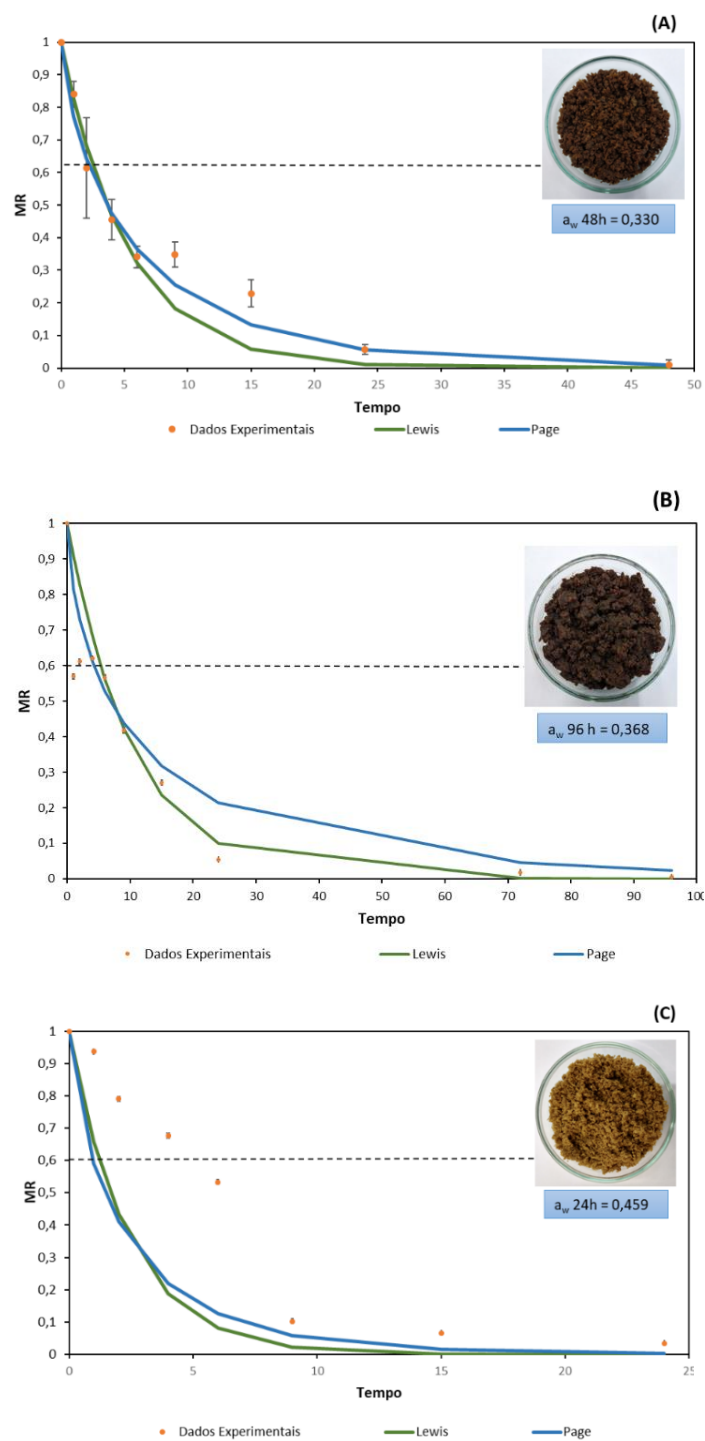 (A)
1
0,9
0,8
0,7
0,6
0,5
0,4
0,3
0,2
0,1
0
MR
a_w 48h = 0,330
0 5 10 15 20 25 30 35 40 45 50
Tempo
Dados Experimentais Lewis Page
(B)
1
0,9
0,8
0,7
0,6
0,5
0,4
0,3
0,2
0,1
0
MR
a_w 96 h = 0,368
0 10 20 30 40 50 60 70 80 90 100
Tempo
Dados Experimentais Lewis Page
(C)
1
0,9
0,8
0,7
0,6
0,5
0,4
0,3
0,2
0,1
0
MR
a_w 24h = 0,459
0 5 10 15 20 25
Tempo
Dados Experimentais Lewis Page